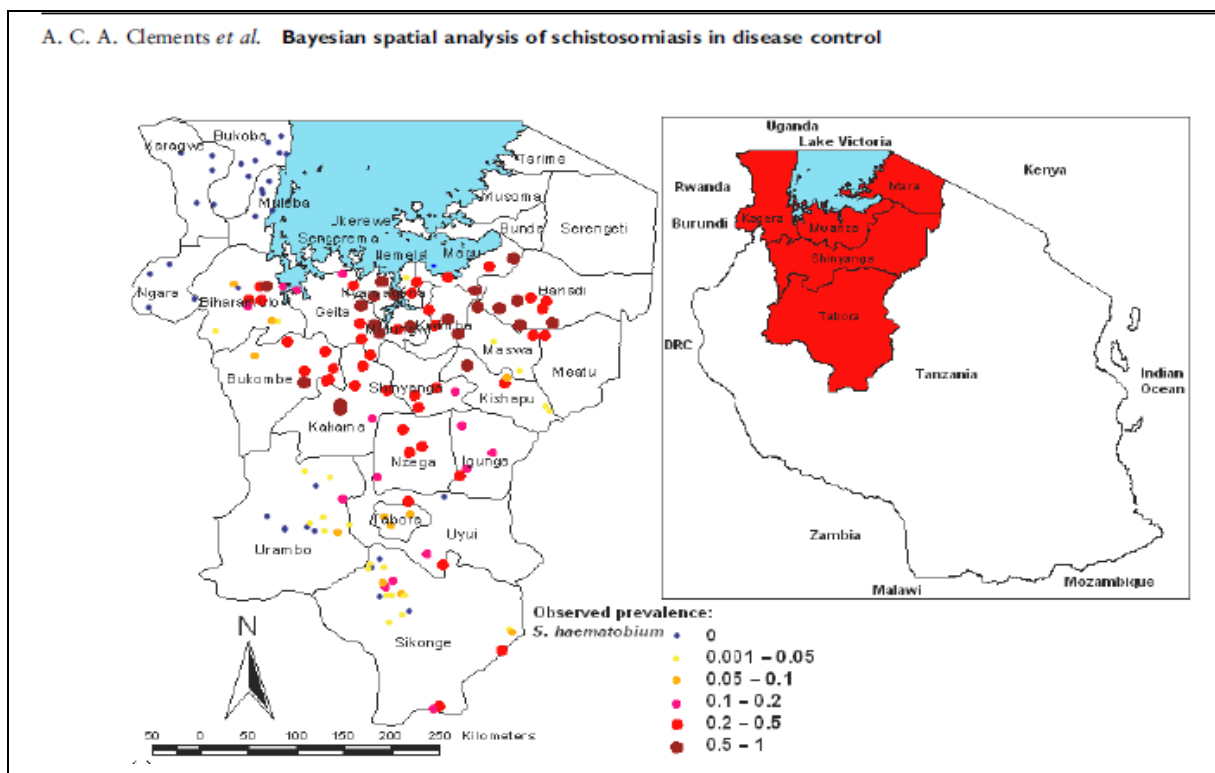 A. C. A. Clements et al. Bayesian spatial analysis of schistosomiasis in disease control
Karagwe
Bukoba
Muleba
Tarime
Musoma
Ukerewe
Bunda
Serengeti
Sengerema
Ilemela
Magu
Ngara
Biharamulo
Geita
Maswa
Meatu
Bukombe
Shinyanga
Kishapu
Kahama
Nzega
Igunga
Tabora
Uyui
Urambo
Sikonge
N
50 0 50 100 150 200 250 Kilometers
Observed prevalence:
S. haematobium
0
0.001 – 0.05
0.05 – 0.1
0.1 – 0.2
0.2 – 0.5
0.5 – 1
Uganda
Lake Victoria
Kenya
Rwanda
Mara
Kagera
Burundi
Mwanza
Shinyanga
Tabora
DRC
Tanzania
Indian
Ocean
Zambia
Malawi
Mozambique